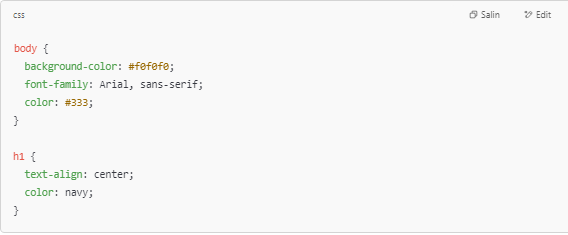 css
Salin
Edit
body {
  background-color: #f0f0f0;
  font-family: Arial, sans-serif;
  color: #333;
}

h1 {
  text-align: center;
  color: navy;
}